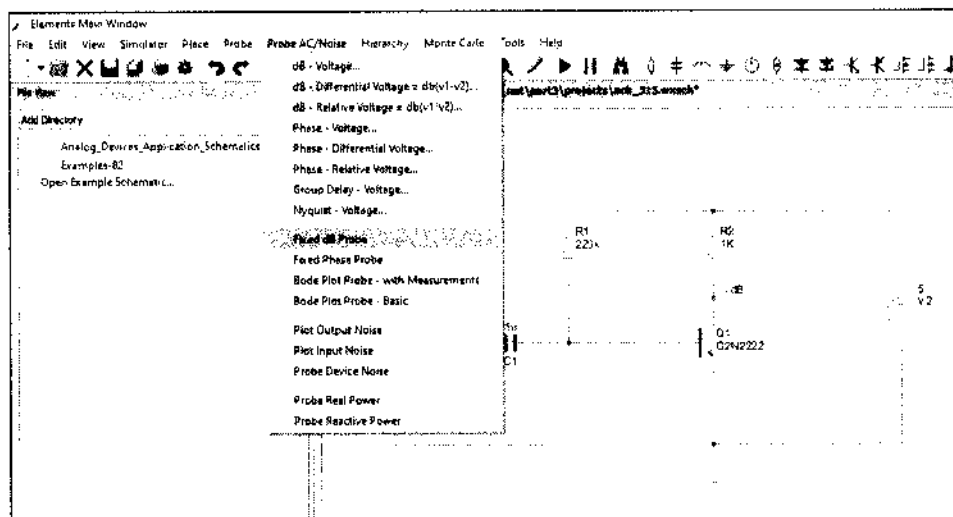 Elements Main Window
File Edit View Simulator Place Probe Probe AC/Noise Hierarchy Monte Carlo Tools Help
File View
Add Directory
Analog_Devices_Application_Schematics
Examples-82
Open Example Schematic...
dB - Voltage...
dB - Differential Voltage = db(v1-v2)...
dB - Relative Voltage = db(v1/v2)...
Phase - Voltage...
Phase - Differential Voltage...
Phase - Relative Voltage...
Group Delay - Voltage...
Nyquist - Voltage...
Fixed dB Probe
Fixed Phase Probe
Bode Plot Probe - with Measurements
Bode Plot Probe - Basic
Plot Output Noise
Plot Input Noise
Probe Device Noise
Probe Real Power
Probe Reactive Power
R1
R2
1K
dB
5
V2
C1
Q1
Q2N2222